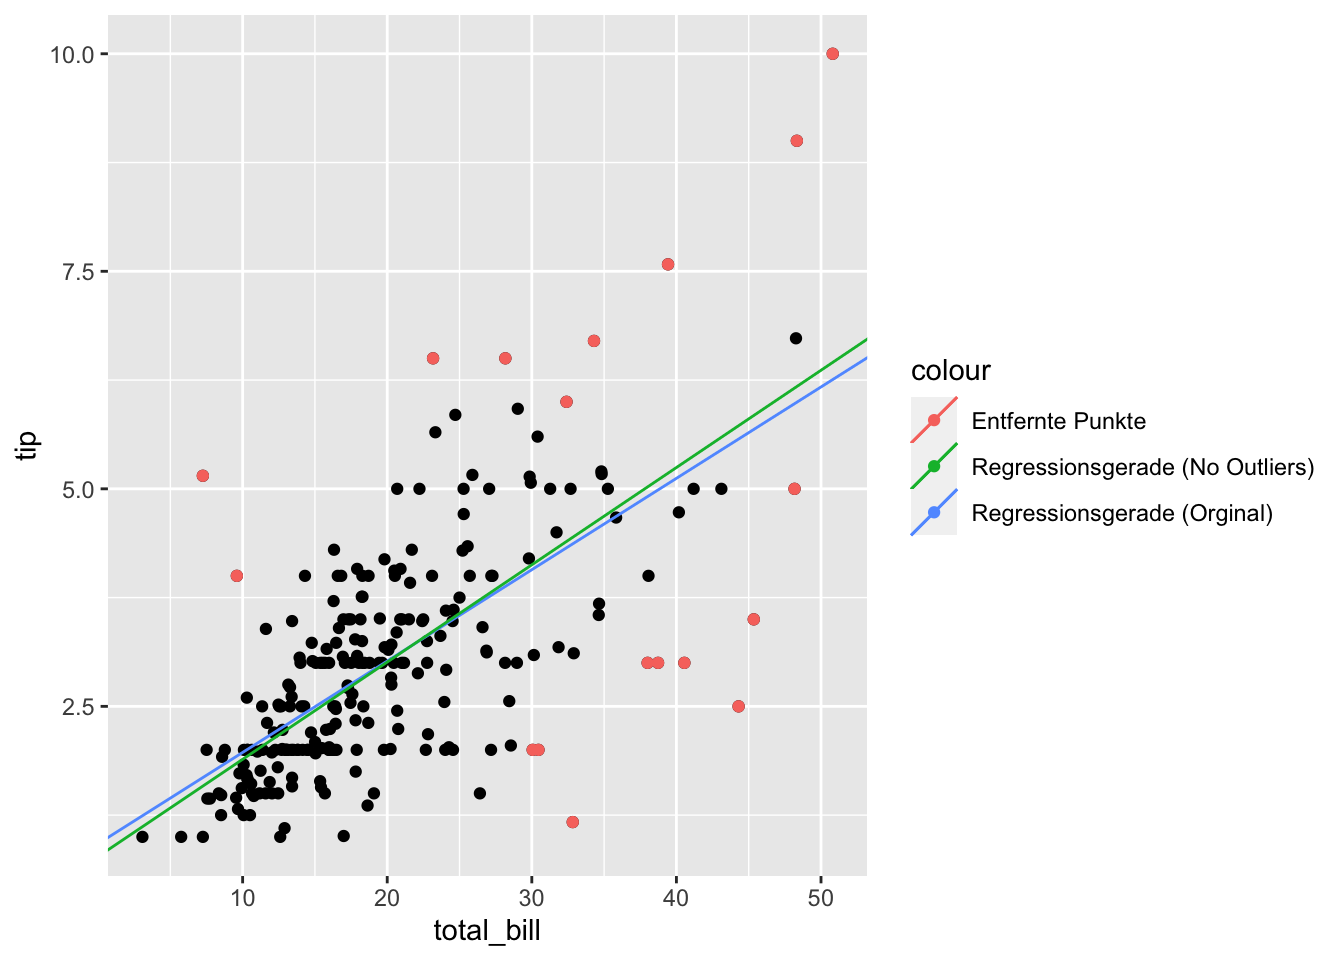 10.0
7.5
5.0
2.5
tip
10
20
30
40
50
total_bill
colour
Entfernte Punkte
Regressionsgerade (No Outliers)
Regressionsgerade (Orginal)